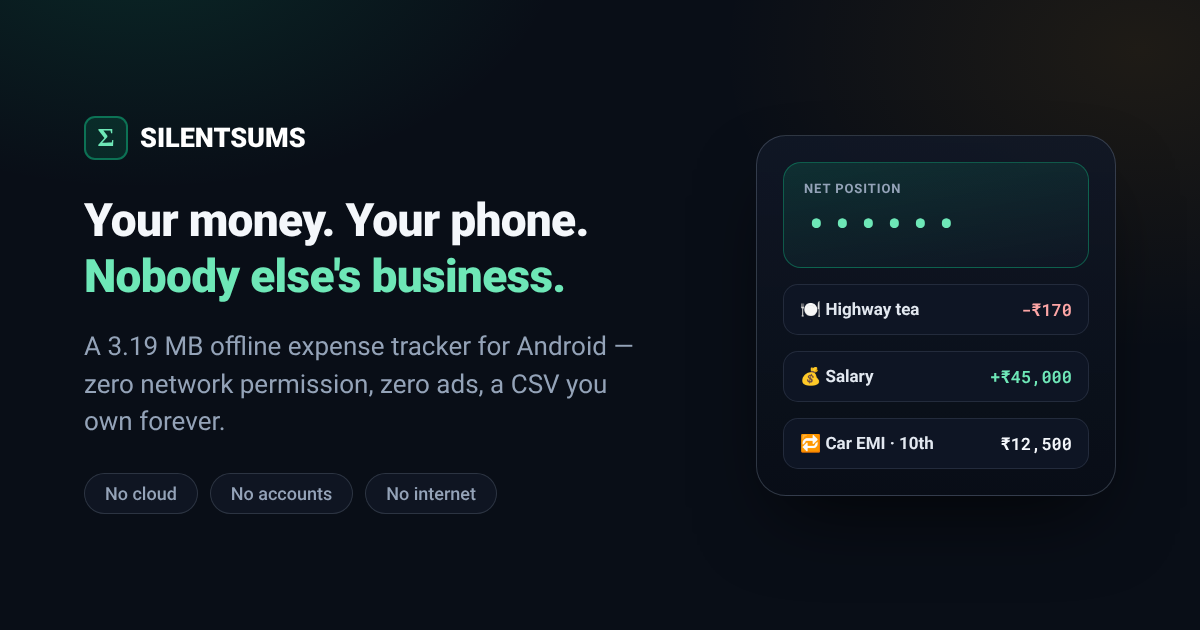 Σ SILENTSUMS
Your money. Your phone.
Nobody else's business.
A 3.19 MB offline expense tracker for Android —
zero network permission, zero ads, a CSV you
own forever.
No cloud No accounts No internet
NET POSITION
••••••
🍽️ Highway tea -₹170
💰 Salary +₹45,000
🔁 Car EMI · 10th ₹12,500